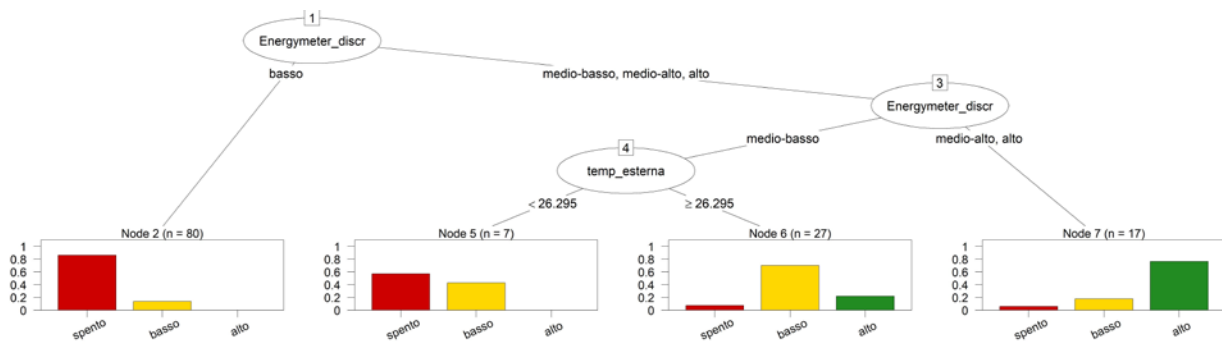 1
Energymeter_discr
basso
medio-basso, medio-alto, alto
3
Energymeter_discr
medio-basso
medio-alto, alto
4
temp_esterna
< 26.295
≥ 26.295
Node 2 (n = 80)
1
0.8
0.6
0.4
0.2
0
spento
basso
alto
Node 5 (n = 7)
1
0.8
0.6
0.4
0.2
0
spento
basso
alto
Node 6 (n = 27)
1
0.8
0.6
0.4
0.2
0
spento
basso
alto
Node 7 (n = 17)
1
0.8
0.6
0.4
0.2
0
spento
basso
alto